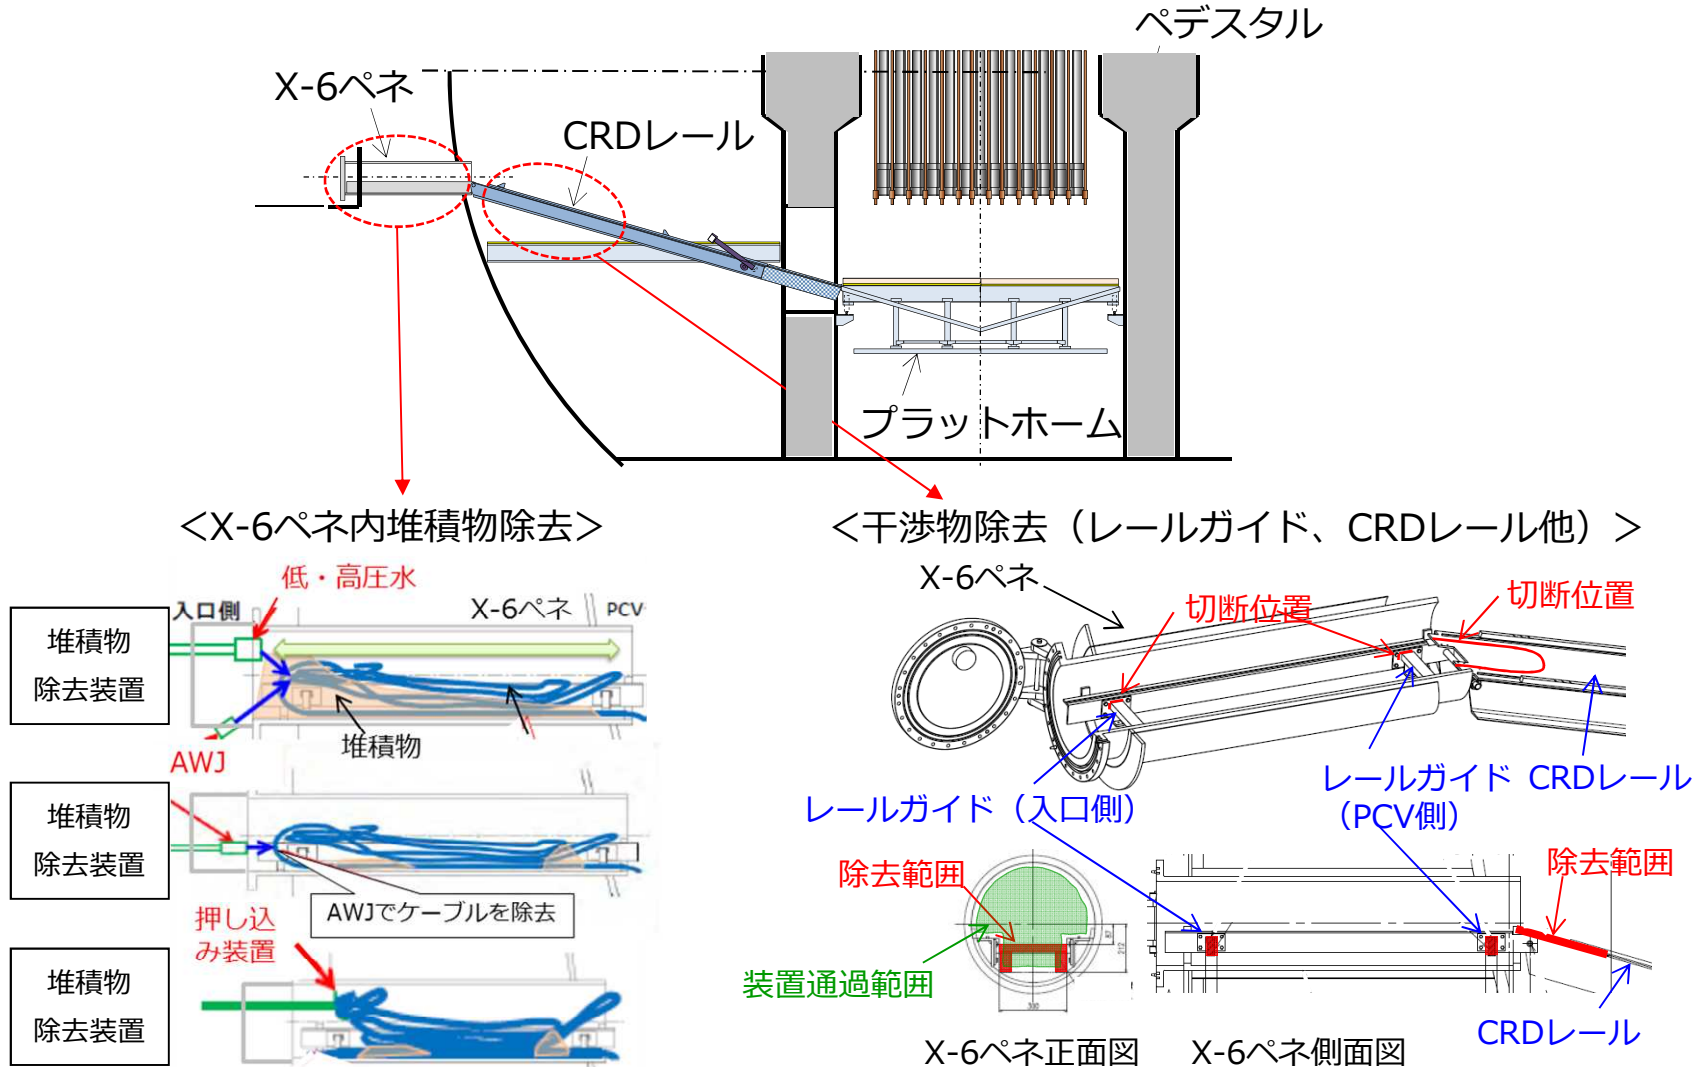 ペデスタル
X-6ペネ
CRDレール
プラットホーム
＜X-6ペネ内堆積物除去＞
低・高圧水
入口側
X-6ペネ
PCV
堆積物
除去装置
堆積物
AWJ
堆積物
除去装置
AWJでケーブルを除去
押し込
み装置
堆積物
除去装置
＜干渉物除去（レールガイド、CRDレール他）＞
X-6ペネ
切断位置
切断位置
レールガイド（入口側）
レールガイド
（PCV側）
CRDレール
除去範囲
除去範囲
装置通過範囲
67
212
330
CRDレール
X-6ペネ正面図
X-6ペネ側面図